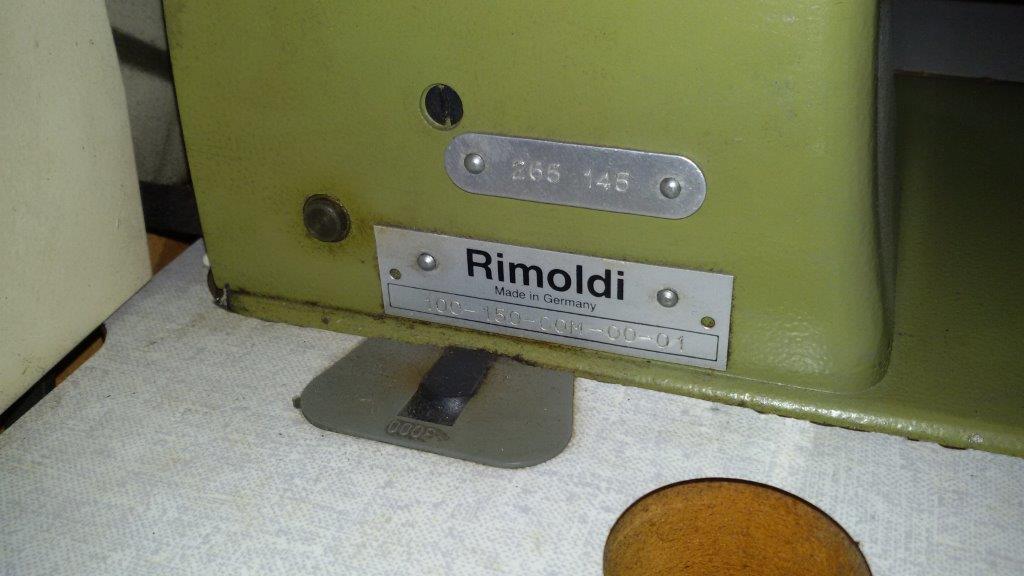 265 145
Rimoldi
Made in Germany
100-150-00M-00-01